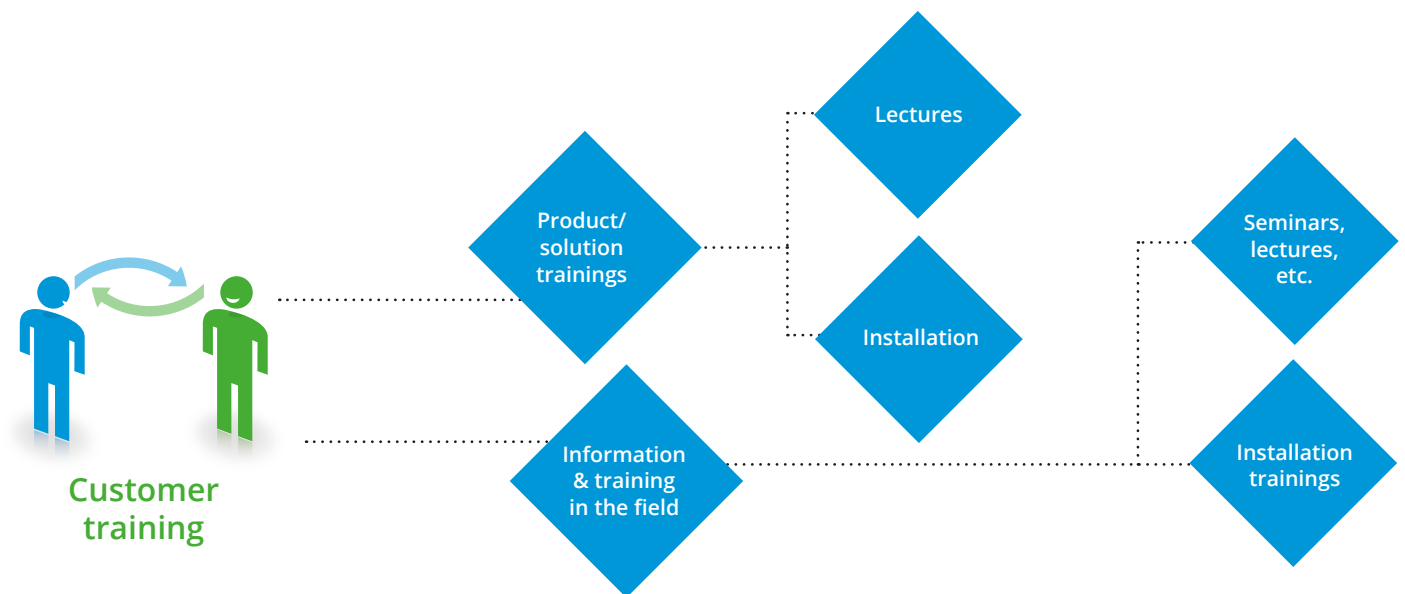 Customer
training
Product/
solution
trainings
Lectures
Installation
Information
& training
in the field
Seminars,
lectures,
etc.
Installation
trainings